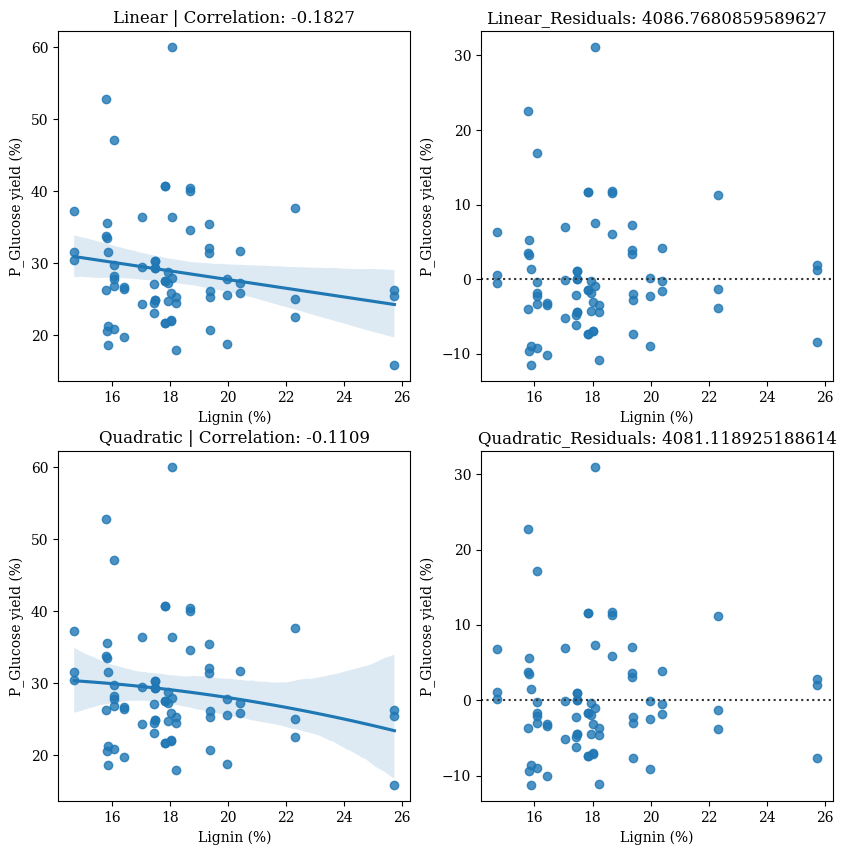 Linear | Correlation: -0.1827
Linear_Residuals: 4086.7680859589627
60
50
40
30
20
P_Glucose yield (%)
16 18 20 22 24 26
Lignin (%)
30
20
10
0
−10
P_Glucose yield (%)
16 18 20 22 24 26
Lignin (%)
Quadratic | Correlation: -0.1109
Quadratic_Residuals: 4081.118925188614
60
50
40
30
20
P_Glucose yield (%)
16 18 20 22 24 26
Lignin (%)
30
20
10
0
−10
P_Glucose yield (%)
16 18 20 22 24 26
Lignin (%)